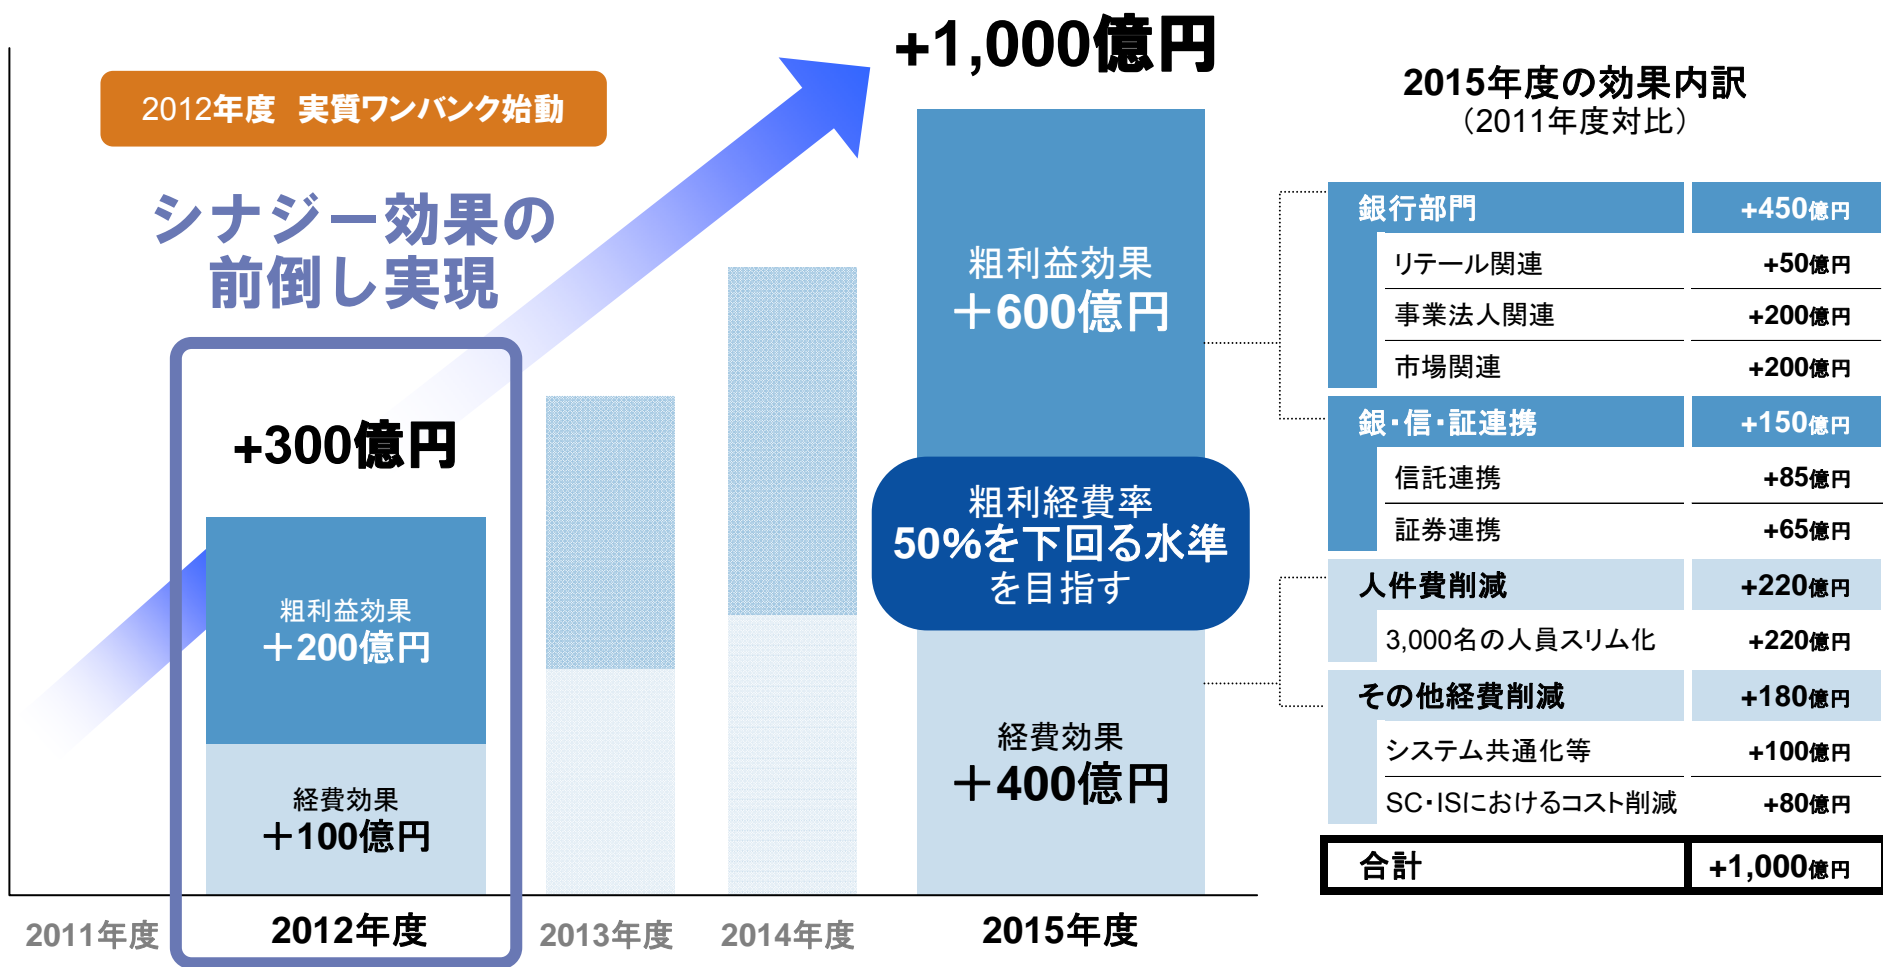 +1,000億円
2012年度 実質ワンバンク始動
シナジー効果の
前倒し実現
+300億円
粗利益効果
＋200億円
経費効果
＋100億円
粗利益効果
＋600億円
粗利経費率
50%を下回る水準
を目指す
経費効果
＋400億円
2011年度
2012年度
2013年度
2014年度
2015年度
2015年度の効果内訳
（2011年度対比）
銀行部門 +450億円
リテール関連 +50億円
事業法人関連 +200億円
市場関連 +200億円
銀・信・証連携 +150億円
信託連携 +85億円
証券連携 +65億円
人件費削減 +220億円
3,000名の人員スリム化 +220億円
その他経費削減 +180億円
システム共通化等 +100億円
SC・ISにおけるコスト削減 +80億円
合計 +1,000億円